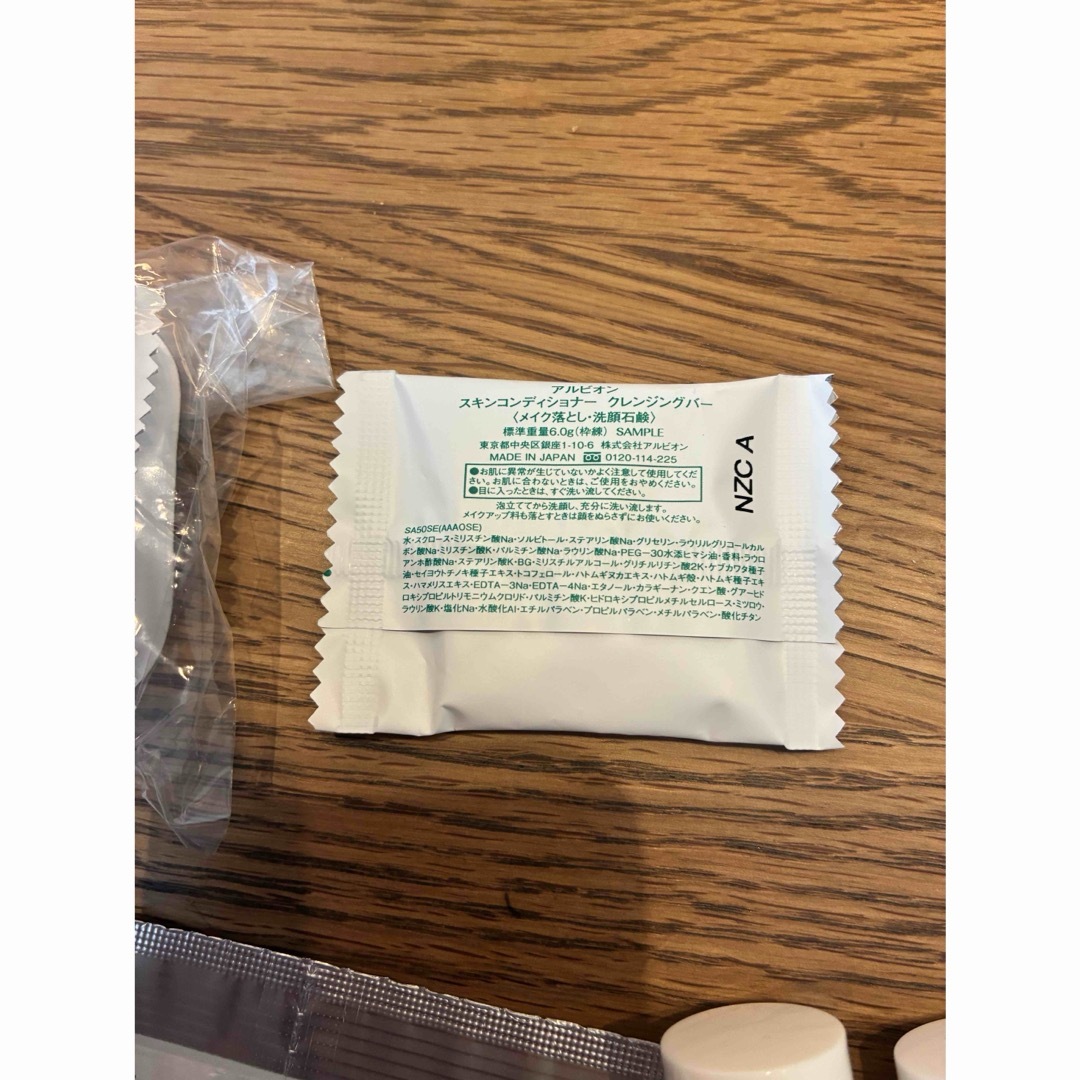 アルビオン
スキンコンディショナー クレンジングバー
〈メイク落とし・洗顔石鹸〉
標準重量6.0g(枠練) SAMPLE
東京都中央区銀座1-10-6 株式会社アルビオン
MADE IN JAPAN 0120-114-225
●お肌に異常が生じていないかよく注意して使用してくだ
さい。お肌に合わないときは、ご使用をおやめください。
●目に入ったときは、すぐ洗い流してください。
泡立ててから洗顔し、充分に洗い流します。
メイクアップ料も落とすときは顔をぬらさずにお使いください。
SA50SE(AAAOSE)
水・スクロース・ミリスチン酸Na・ソルビトール・ステアリン酸Na・グリセリン・ラウリルグリコールカル
ボン酸Na・ミリスチン酸K・パルミチン酸Na・ラウリン酸Na・PEG-30水添ヒマシ油・香料・ラウロ
アンホ酢酸Na・ステアリン酸K・BG・ミリスチルアルコール・グリチルリチン酸2K・ケブカワタ種子
油・セイヨウトチノキ種子エキス・トコフェロール・ハトムギヌカエキス・ハトムギ殻・ハトムギ種子エキ
ス・ハマメリスエキス・EDTA-3Na・EDTA-4Na・エタノール・カラギーナン・クエン酸・グアーヒド
ロキシプロピルトリモニウムクロリド・パルミチン酸K・ヒドロキシプロピルメチルセルロース・ミツロウ・
ラウリン酸K・塩化Na・水酸化Al・エチルパラベン・プロピルパラベン・メチルパラベン・酸化チタン
NZC A